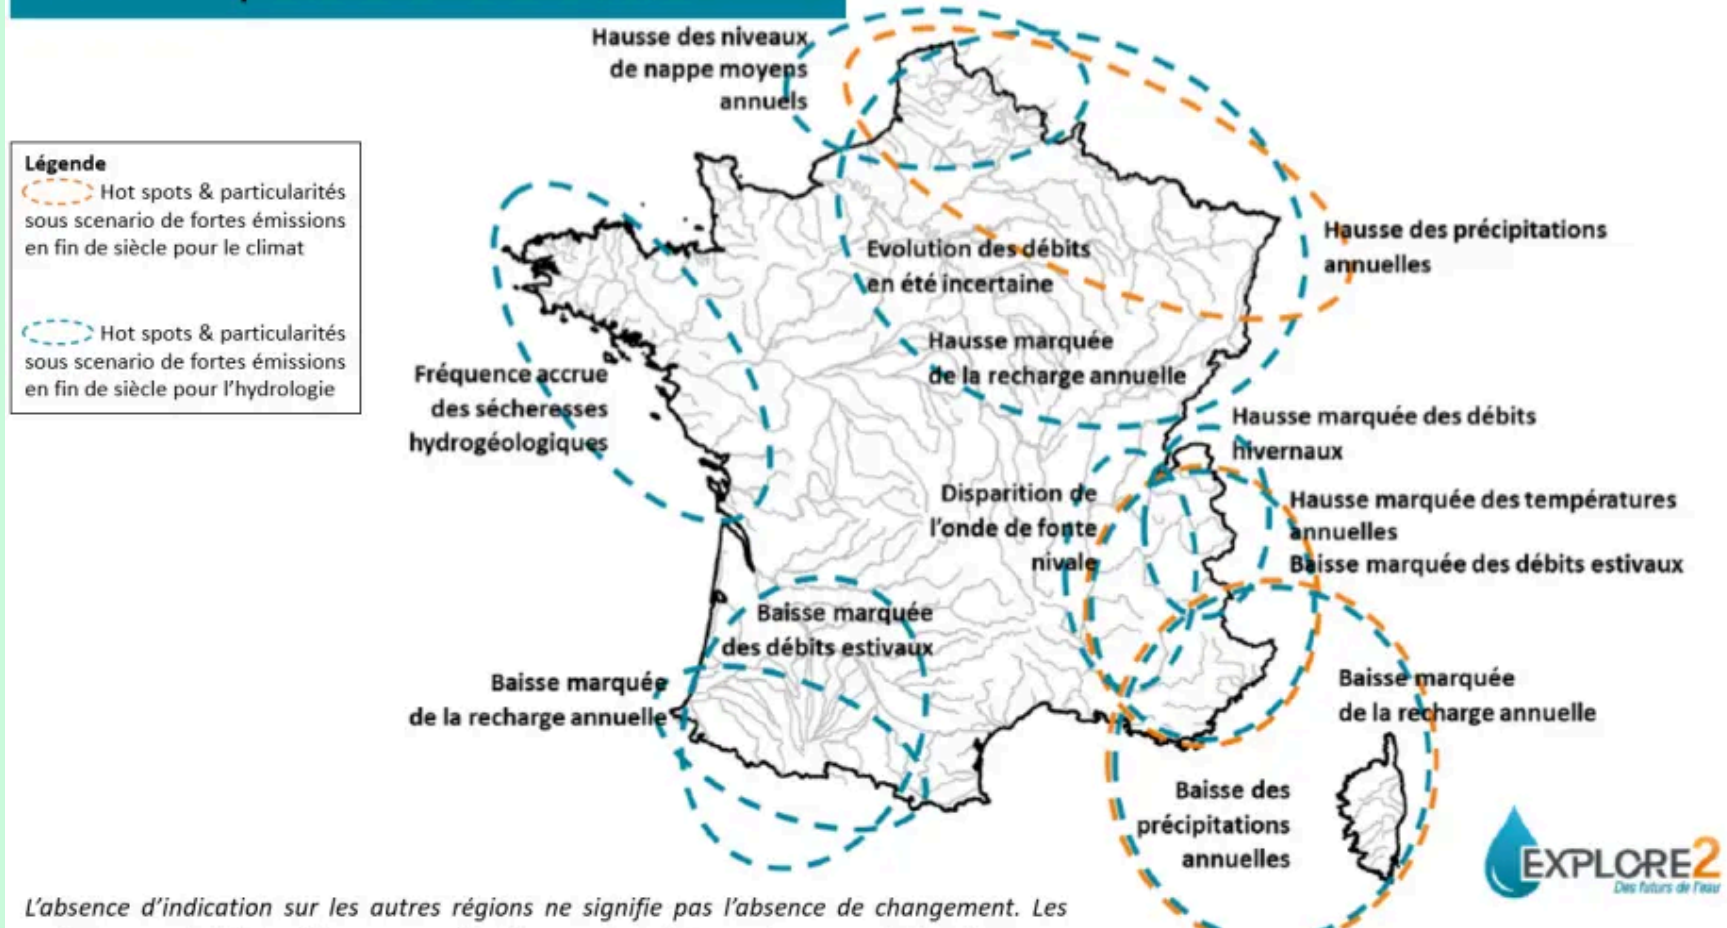 Hausse des niveaux
de nappe moyens
annuels
Légende
Hot spots & particularités
sous scenario de fortes émissions
en fin de siècle pour le climat
Hot spots & particularités
sous scenario de fortes émissions
en fin de siècle pour l'hydrologie
Hausse des précipitations
annuelles
Evolution des débits
en été incertaine
Hausse marquée
de la recharge annuelle
Fréquence accrue
des sécheresses
hydrogéologiques
Hausse marquée des débits
hivernaux
Disparition de
l'onde de fonte
nivale
Hausse marquée des températures
annuelles
Baisse marquée des débits estivaux
Baisse marquée
des débits estivaux
Baisse marquée
de la recharge annuelle
Baisse marquée
de la recharge annuelle
Baisse des
précipitations
annuelles
EXPLORE2
Des futurs de l'eau
L'absence d'indication sur les autres régions ne signifie pas l'absence de changement. Les